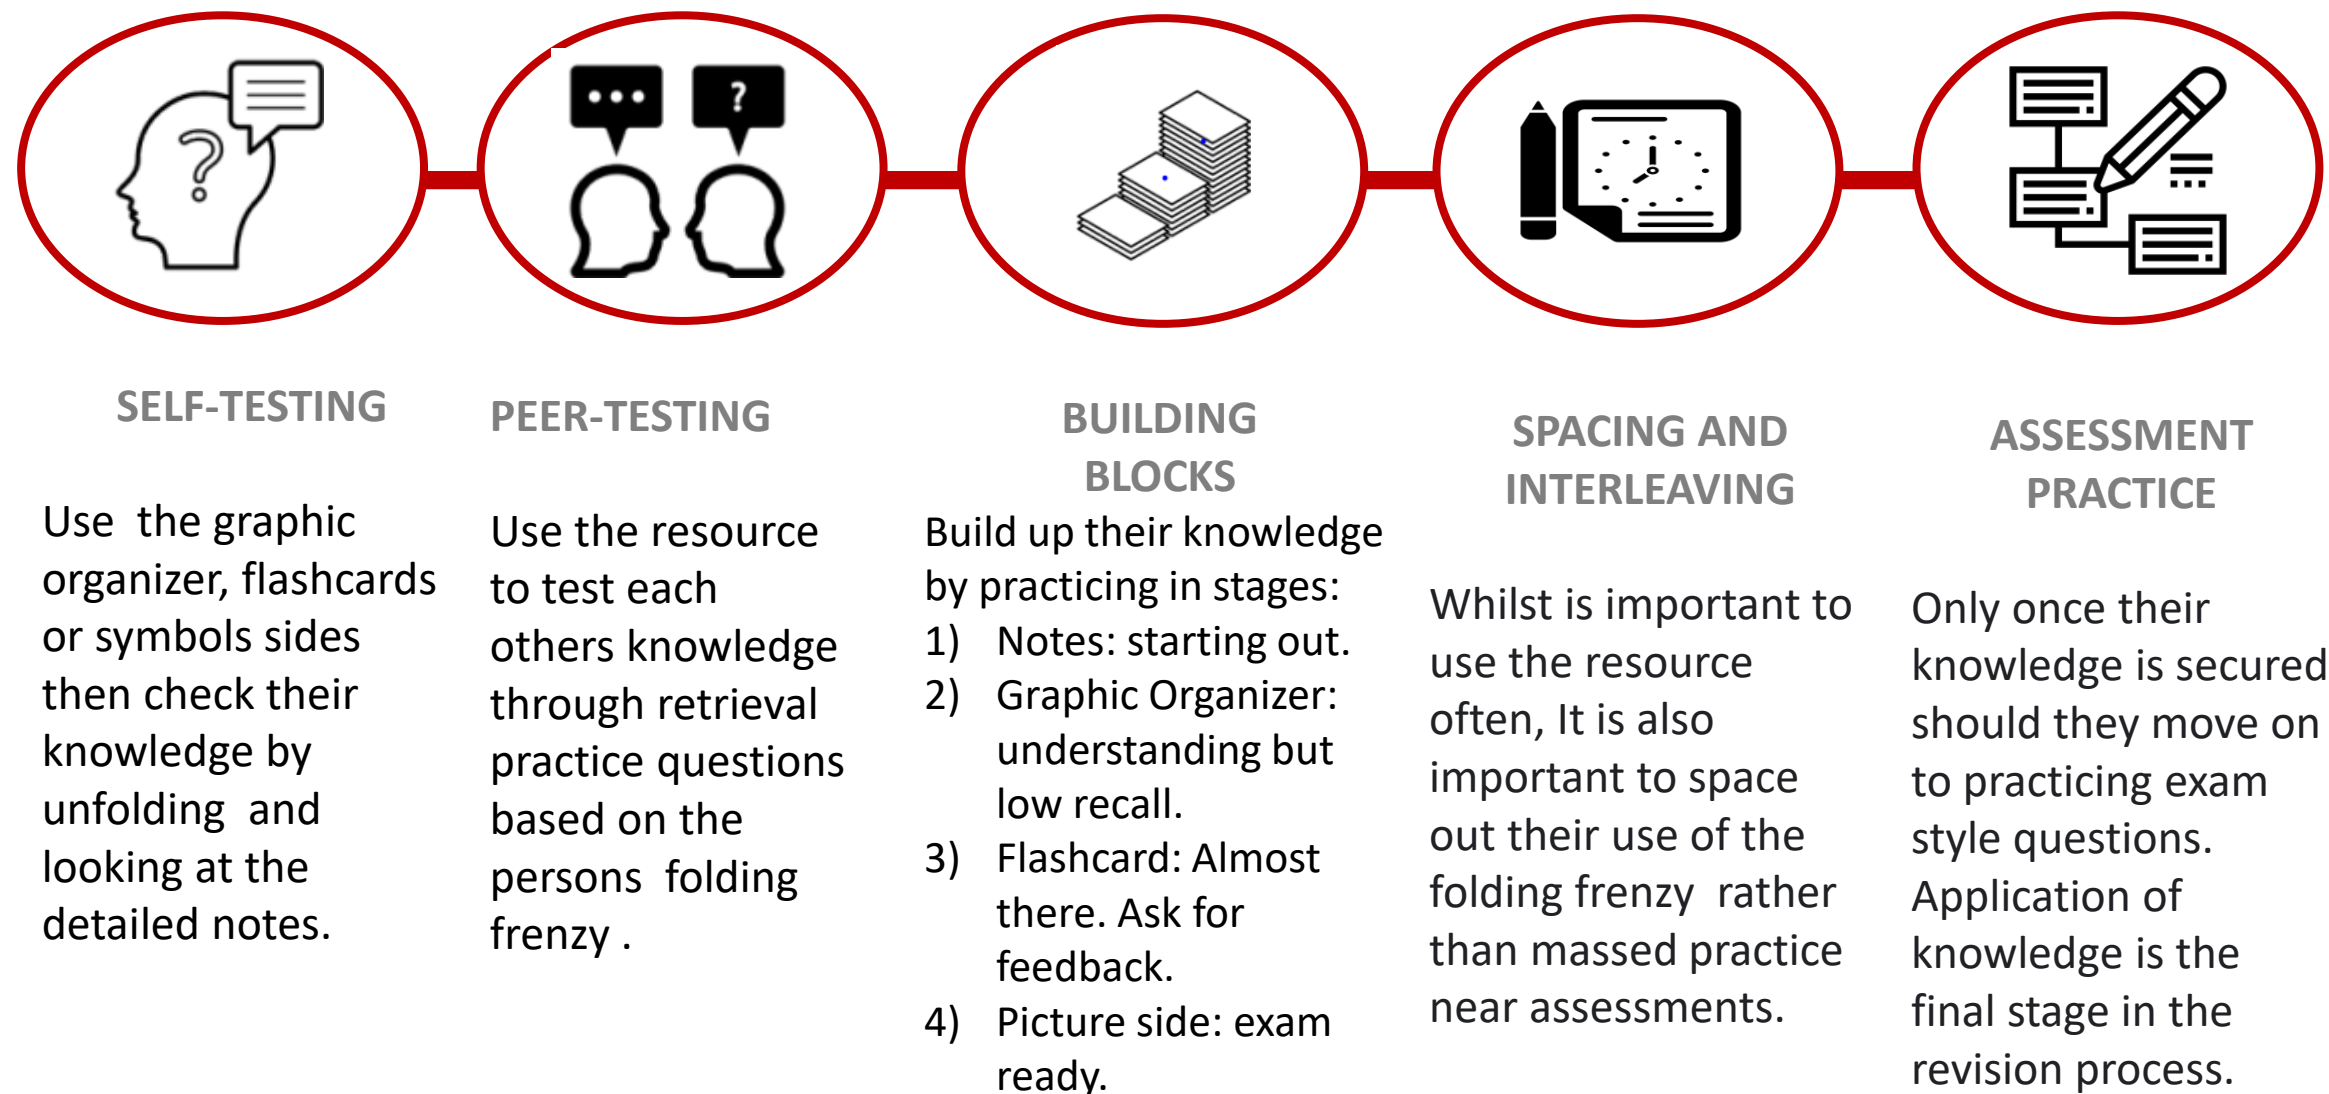 SELF-TESTING
Use the graphic
organizer, flashcards
or symbols sides
then check their
knowledge by
unfolding and
looking at the
detailed notes.
PEER-TESTING
Use the resource
to test each
others knowledge
through retrieval
practice questions
based on the
persons folding
frenzy .
BUILDING
BLOCKS
Build up their knowledge
by practicing in stages:
1) Notes: starting out.
2) Graphic Organizer:
understanding but
low recall.
3) Flashcard: Almost
there. Ask for
feedback.
4) Picture side: exam
ready.
SPACING AND
INTERLEAVING
Whilst is important to
use the resource
often, It is also
important to space
out their use of the
folding frenzy rather
than massed practice
near assessments.
ASSESSMENT
PRACTICE
Only once their
knowledge is secured
should they move on
to practicing exam
style questions.
Application of
knowledge is the
final stage in the
revision process.